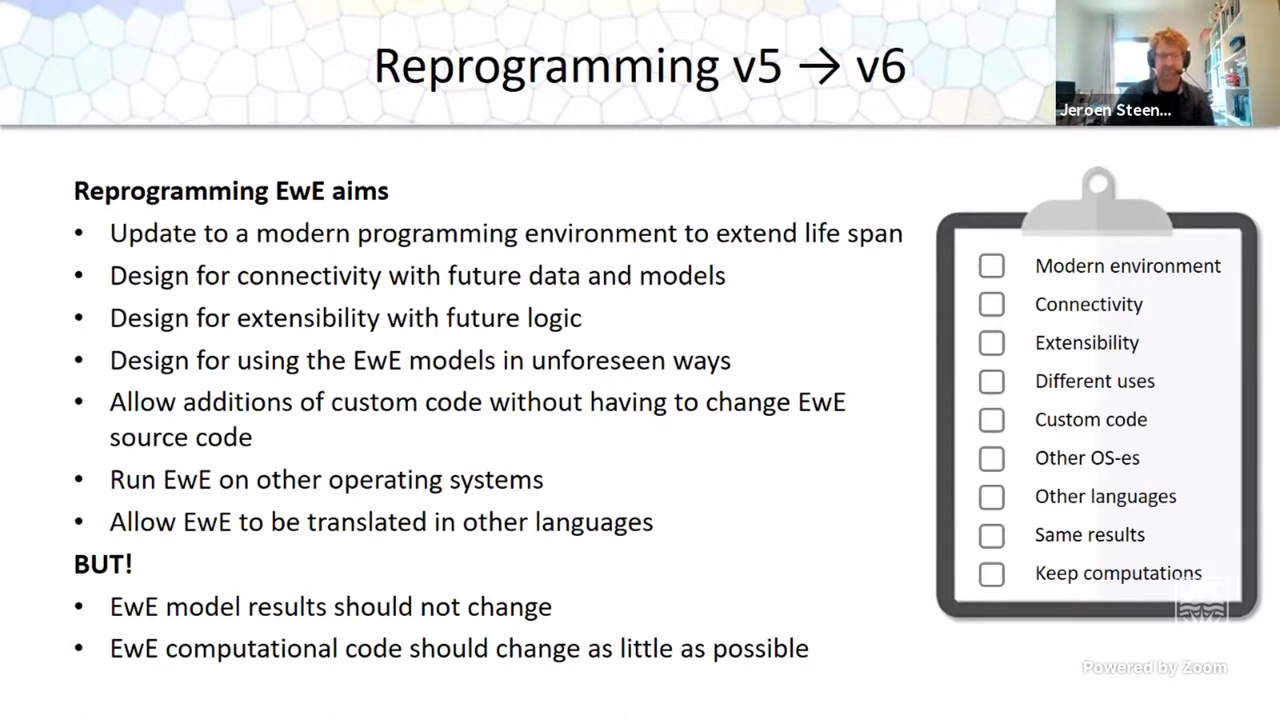 Reprogramming v5 → v6
Jeroen Steen...
Reprogramming EwE aims
• Update to a modern programming environment to extend life span
• Design for connectivity with future data and models
• Design for extensibility with future logic
• Design for using the EwE models in unforeseen ways
• Allow additions of custom code without having to change EwE
source code
• Run EwE on other operating systems
• Allow EwE to be translated in other languages
BUT!
• EwE model results should not change
• EwE computational code should change as little as possible
Modern environment
Connectivity
Extensibility
Different uses
Custom code
Other OS-es
Other languages
Same results
Keep computations
Powered by Zoom